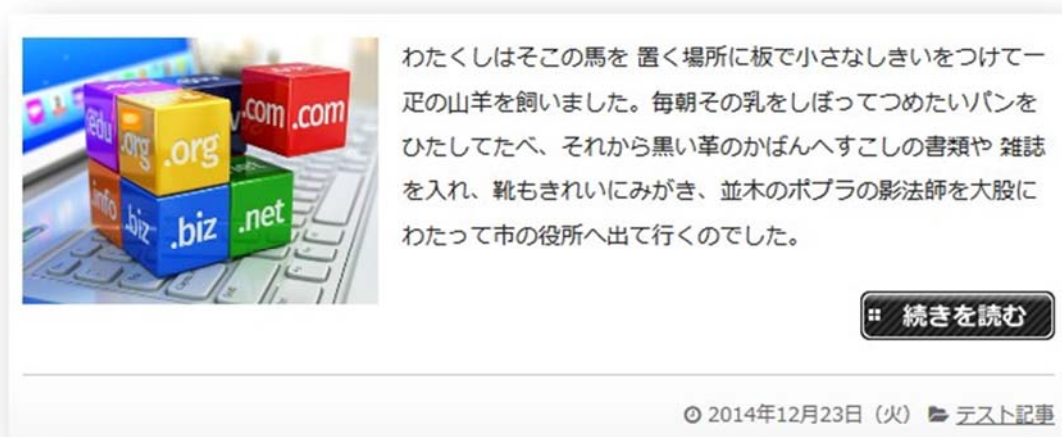 わたくしはそこの馬を 置く場所に板で小さなしきいをつけて一
疋の山羊を飼いました。毎朝その乳をしぼってつめたいパンを
ひたしてたべ、それから黒い革のかばんへすこしの書類や 雑誌
を入れ、靴もきれいにみがき、並木のポプラの影法師を大股に
わたって市の役所へ出て行くのでした。
.com .com
.edu .org .org
.info .biz .biz .net
続きを読む
2014年12月23日（火） テスト記事